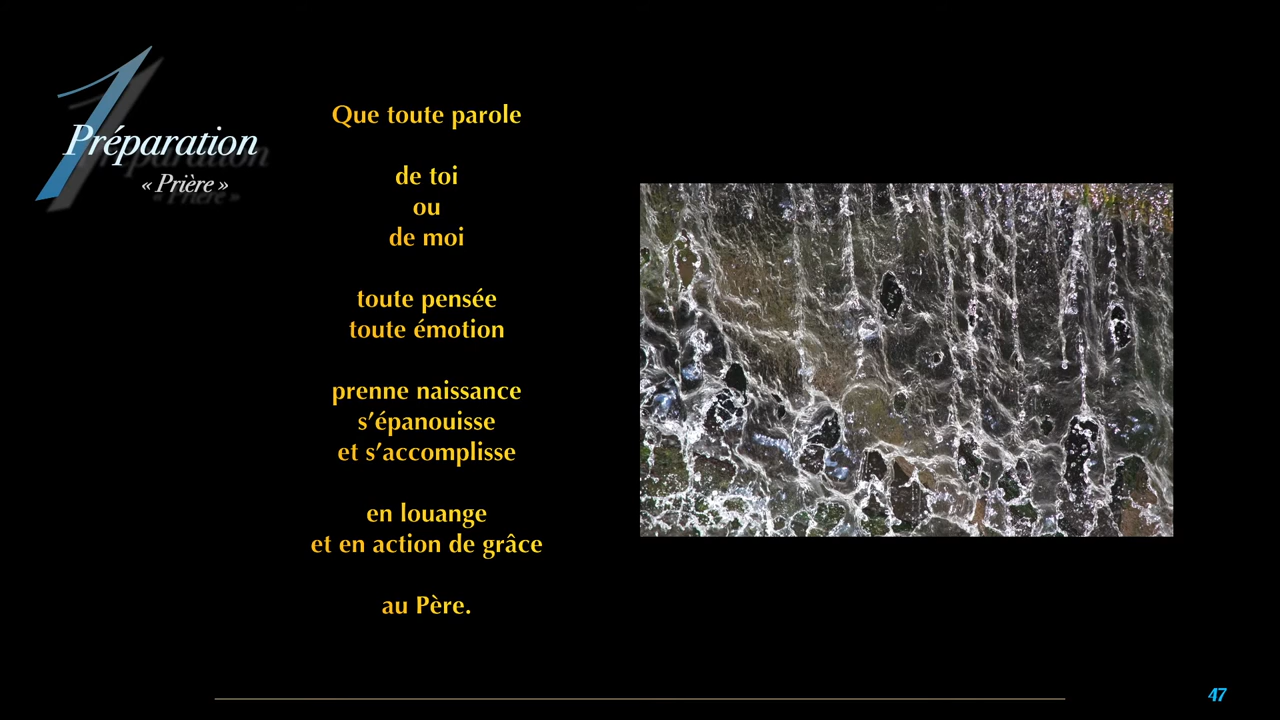 1
Préparation
« Prière »
Que toute parole
de toi
ou
de moi
toute pensée
toute émotion
prenne naissance
s’épanouisse
et s’accomplisse
en louange
et en action de grâce
au Père.
47